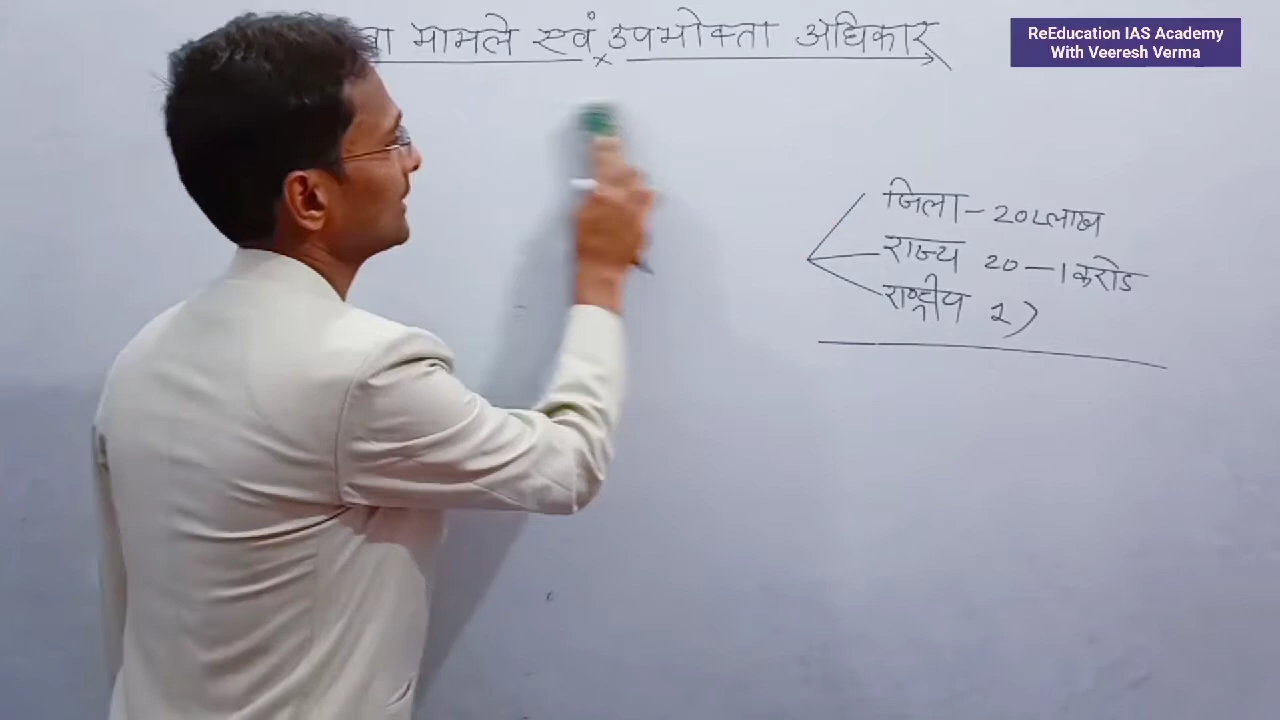 मामले एवं उपभोक्ता अधिकार
ReEducation IAS Academy
With Veeresh Verma
जिला - 20 लाख
राज्य 20 - 1 करोड
राष्ट्रीय 1)